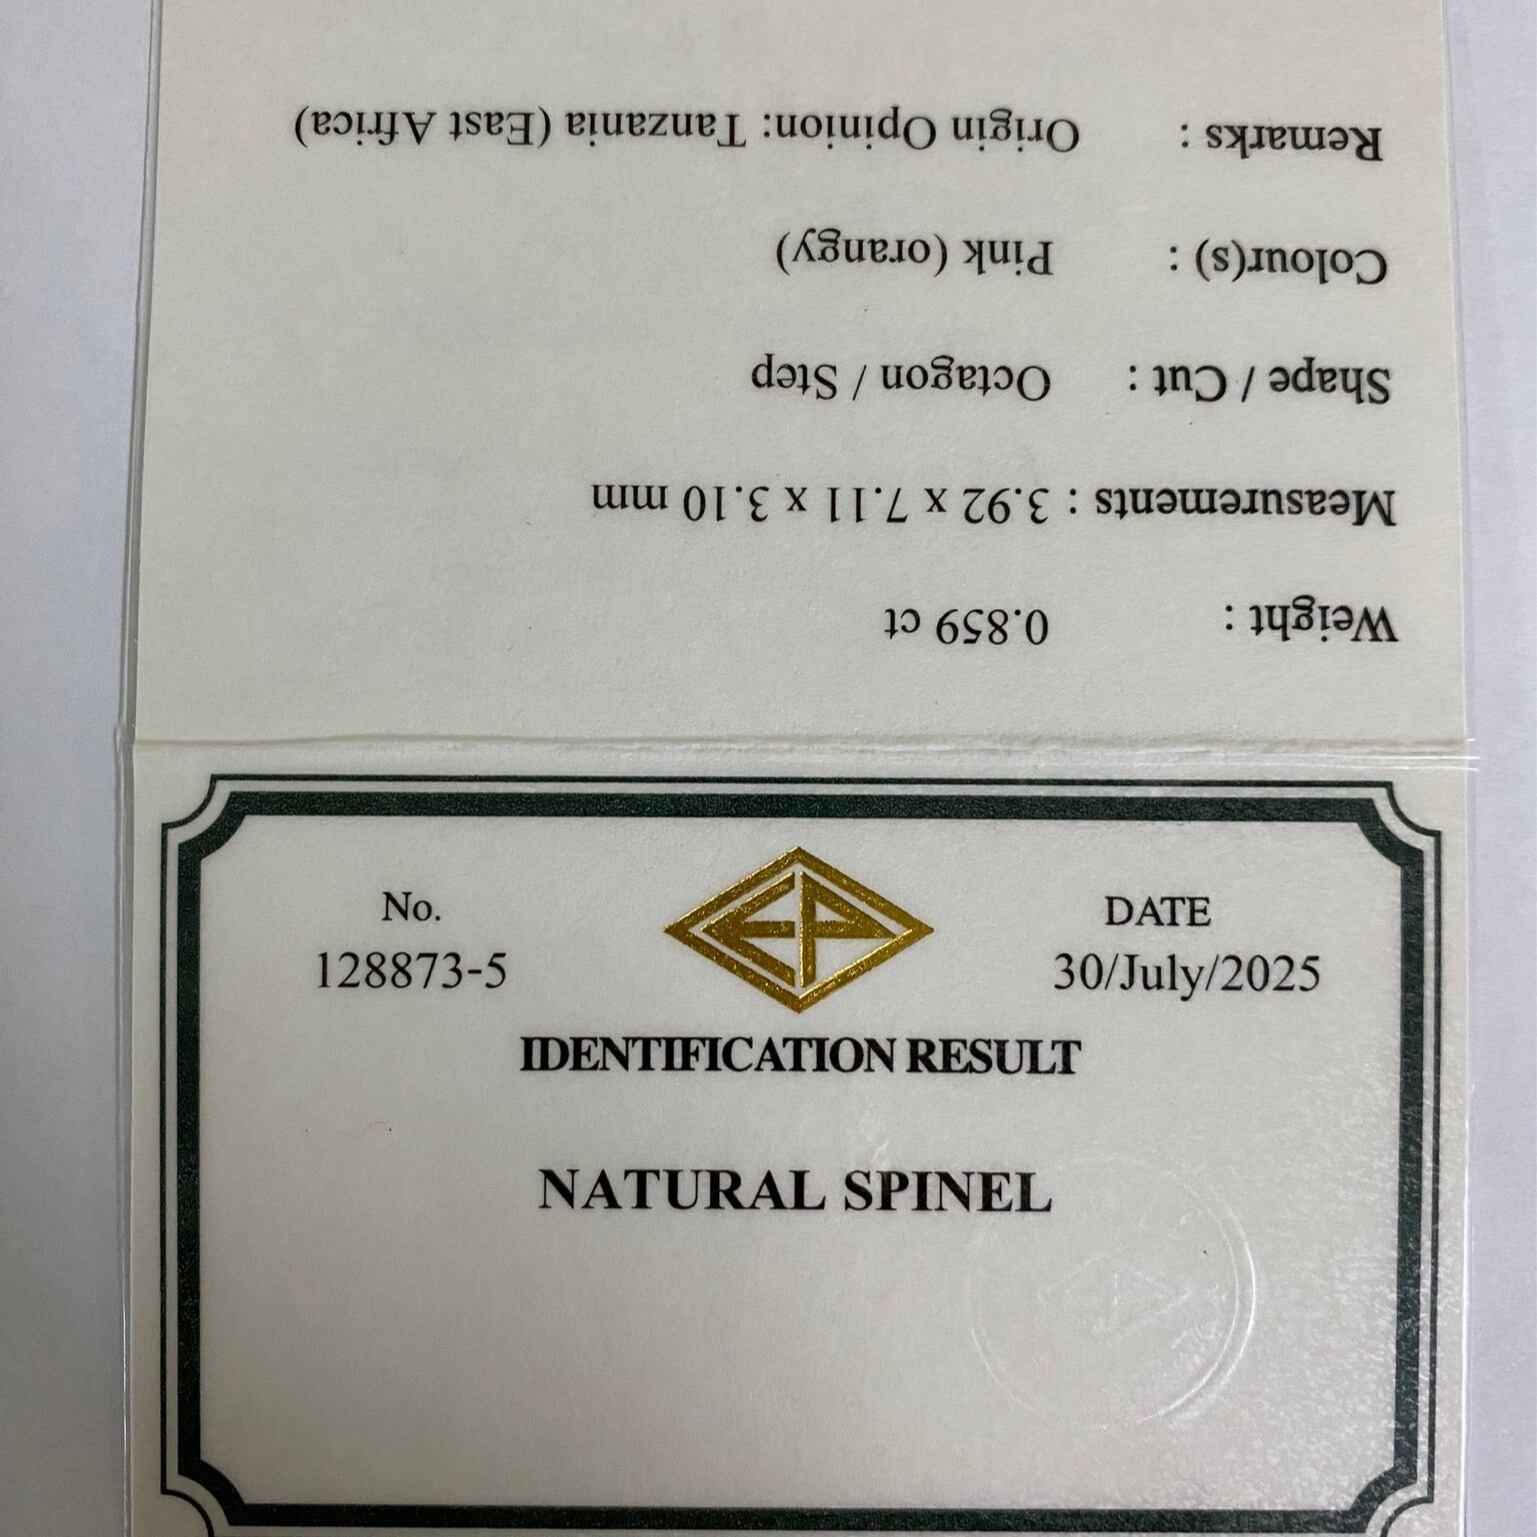 No.
128873-5
EP
DATE
30/July/2025
IDENTIFICATION RESULT
NATURAL SPINEL
Weight : 0.859 ct
Measurements : 3.92 x 7.11 x 3.10 mm
Shape / Cut : Octagon / Step
Colour(s) : Pink (orangy)
Remarks : Origin Opinion: Tanzania (East Africa)